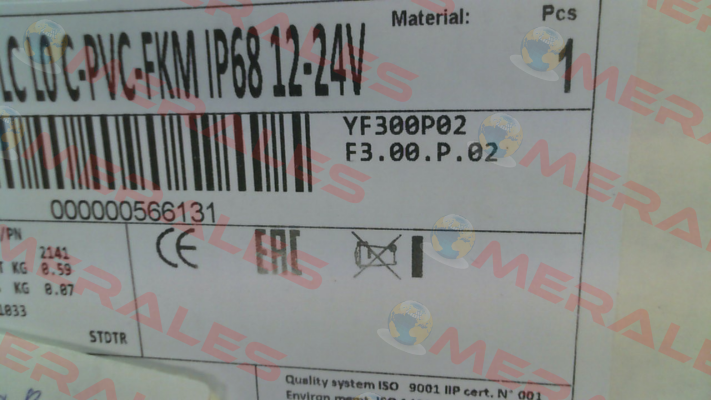 Material:
Pcs
LC L0 C-PVC-FKM IP68 12-24V
1
YF300P02
F3.00.P.02
000000566131
/PN
2141
T KG 0.59
KG 0.07
1033
STDTR
CE
EAC
Quality system ISO 9001 IIP cert. N° 001
MERALES
MERALES
MERALES
MERALES